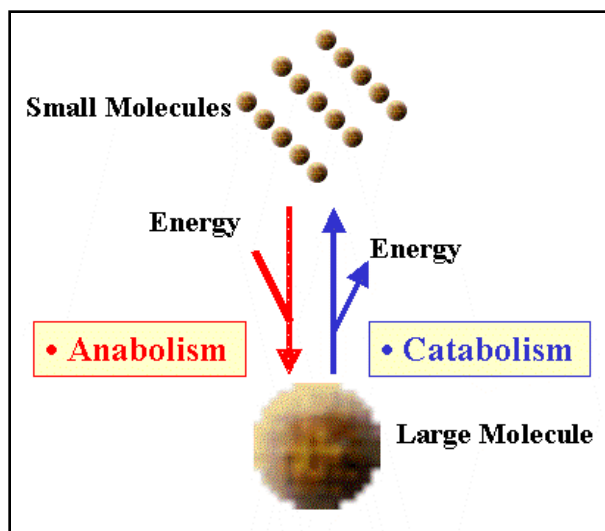 Small Molecules
Energy
Energy
• Anabolism
• Catabolism
Large Molecule